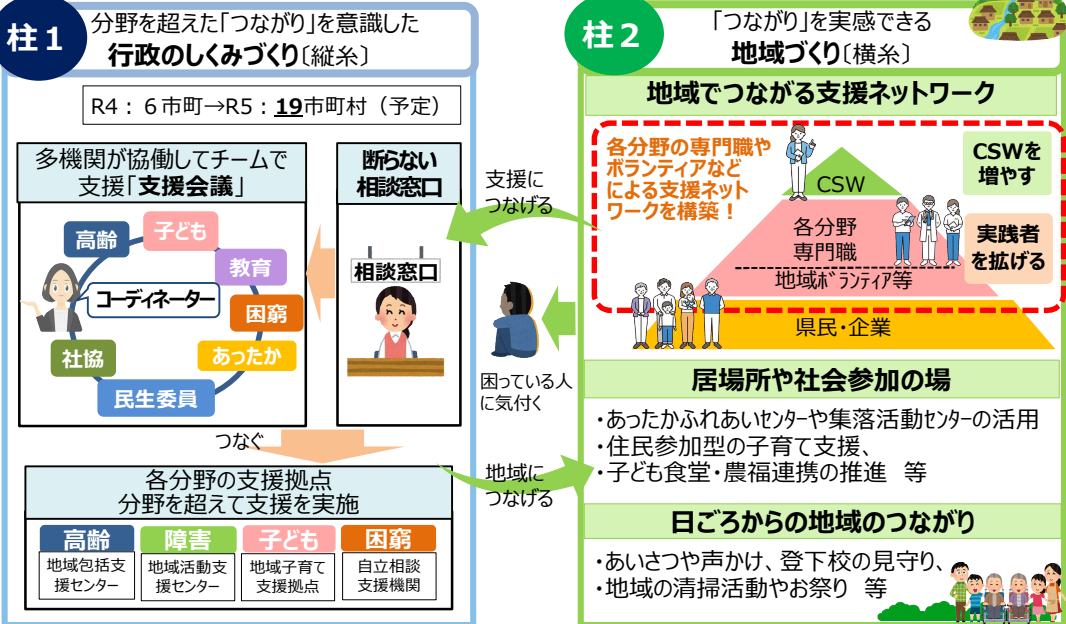 柱1
分野を超えた「つながり」を意識した
行政のしくみづくり〔縦糸〕
R4：６市町→R5：19市町村（予定）
多機関が協働してチームで
支援「支援会議」
高齢
子ども
教育
コーディネーター
困窮
あったか
社協
民生委員
断らない
相談窓口
相談窓口
つなぐ
各分野の支援拠点
分野を超えて支援を実施
高齢
地域包括支
援センター
障害
地域活動支
援センター
子ども
地域子育て
支援拠点
困窮
自立相談
支援機関
支援に
つなげる
困っている人
に気付く
地域に
つなげる
柱２
「つながり」を実感できる
地域づくり〔横糸〕
地域でつながる支援ネットワーク
各分野の専門職や
ボランティアなど
による支援ネット
ワークを構築！
CSW
各分野
専門職
地域ﾎﾞﾗﾝﾃｨｱ等
県民・企業
CSWを
増やす
実践者
を拡げる
居場所や社会参加の場
・あったかふれあいｾﾝﾀｰや集落活動ｾﾝﾀｰの活用
・住民参加型の子育て支援、
・子ども食堂・農福連携の推進　等
日ごろからの地域のつながり
・あいさつや声かけ、登下校の見守り、
・地域の清掃活動やお祭り　等